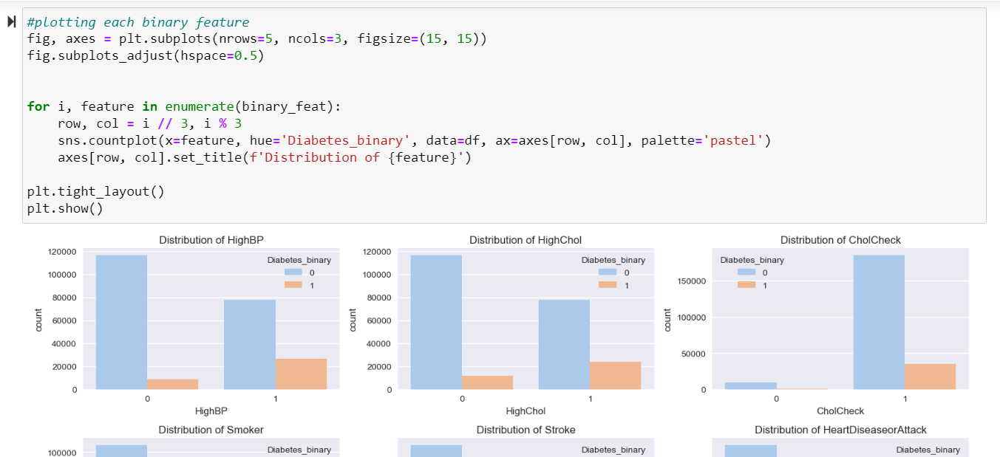 #plotting each binary feature
fig, axes = plt.subplots(nrows=5, ncols=3, figsize=(15, 15))
fig.subplots_adjust(hspace=0.5)
for i, feature in enumerate(binary_feat):
    row, col = i // 3, i % 3
    sns.countplot(x=feature, hue='Diabetes_binary', data=df, ax=axes[row, col], palette='pastel')
    axes[row, col].set_title(f'Distribution of {feature}')
plt.tight_layout()
plt.show()
Distribution of HighBP
120000
100000
80000
60000
40000
20000
0
count
Diabetes_binary
0
1
0 1
HighBP
Distribution of HighChol
120000
100000
80000
60000
40000
20000
0
count
Diabetes_binary
0
1
0 1
HighChol
Distribution of CholCheck
150000
100000
50000
0
count
Diabetes_binary
0
1
0 1
CholCheck
Distribution of Smoker
100000
Diabetes_binary
Distribution of Stroke
Diabetes_binary
Distribution of HeartDiseaseorAttack
Diabetes_binary